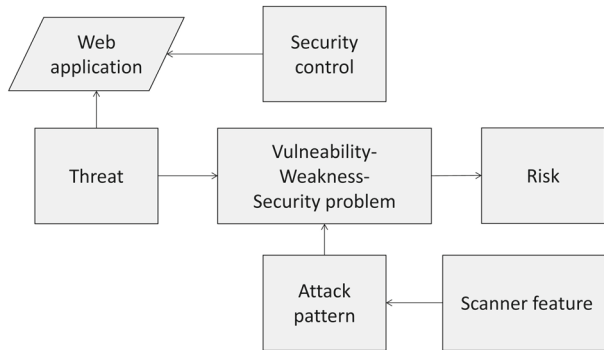 Web
application
Security
control
Threat
Vulneability-
Weakness-
Security problem
Risk
Attack
pattern
Scanner feature